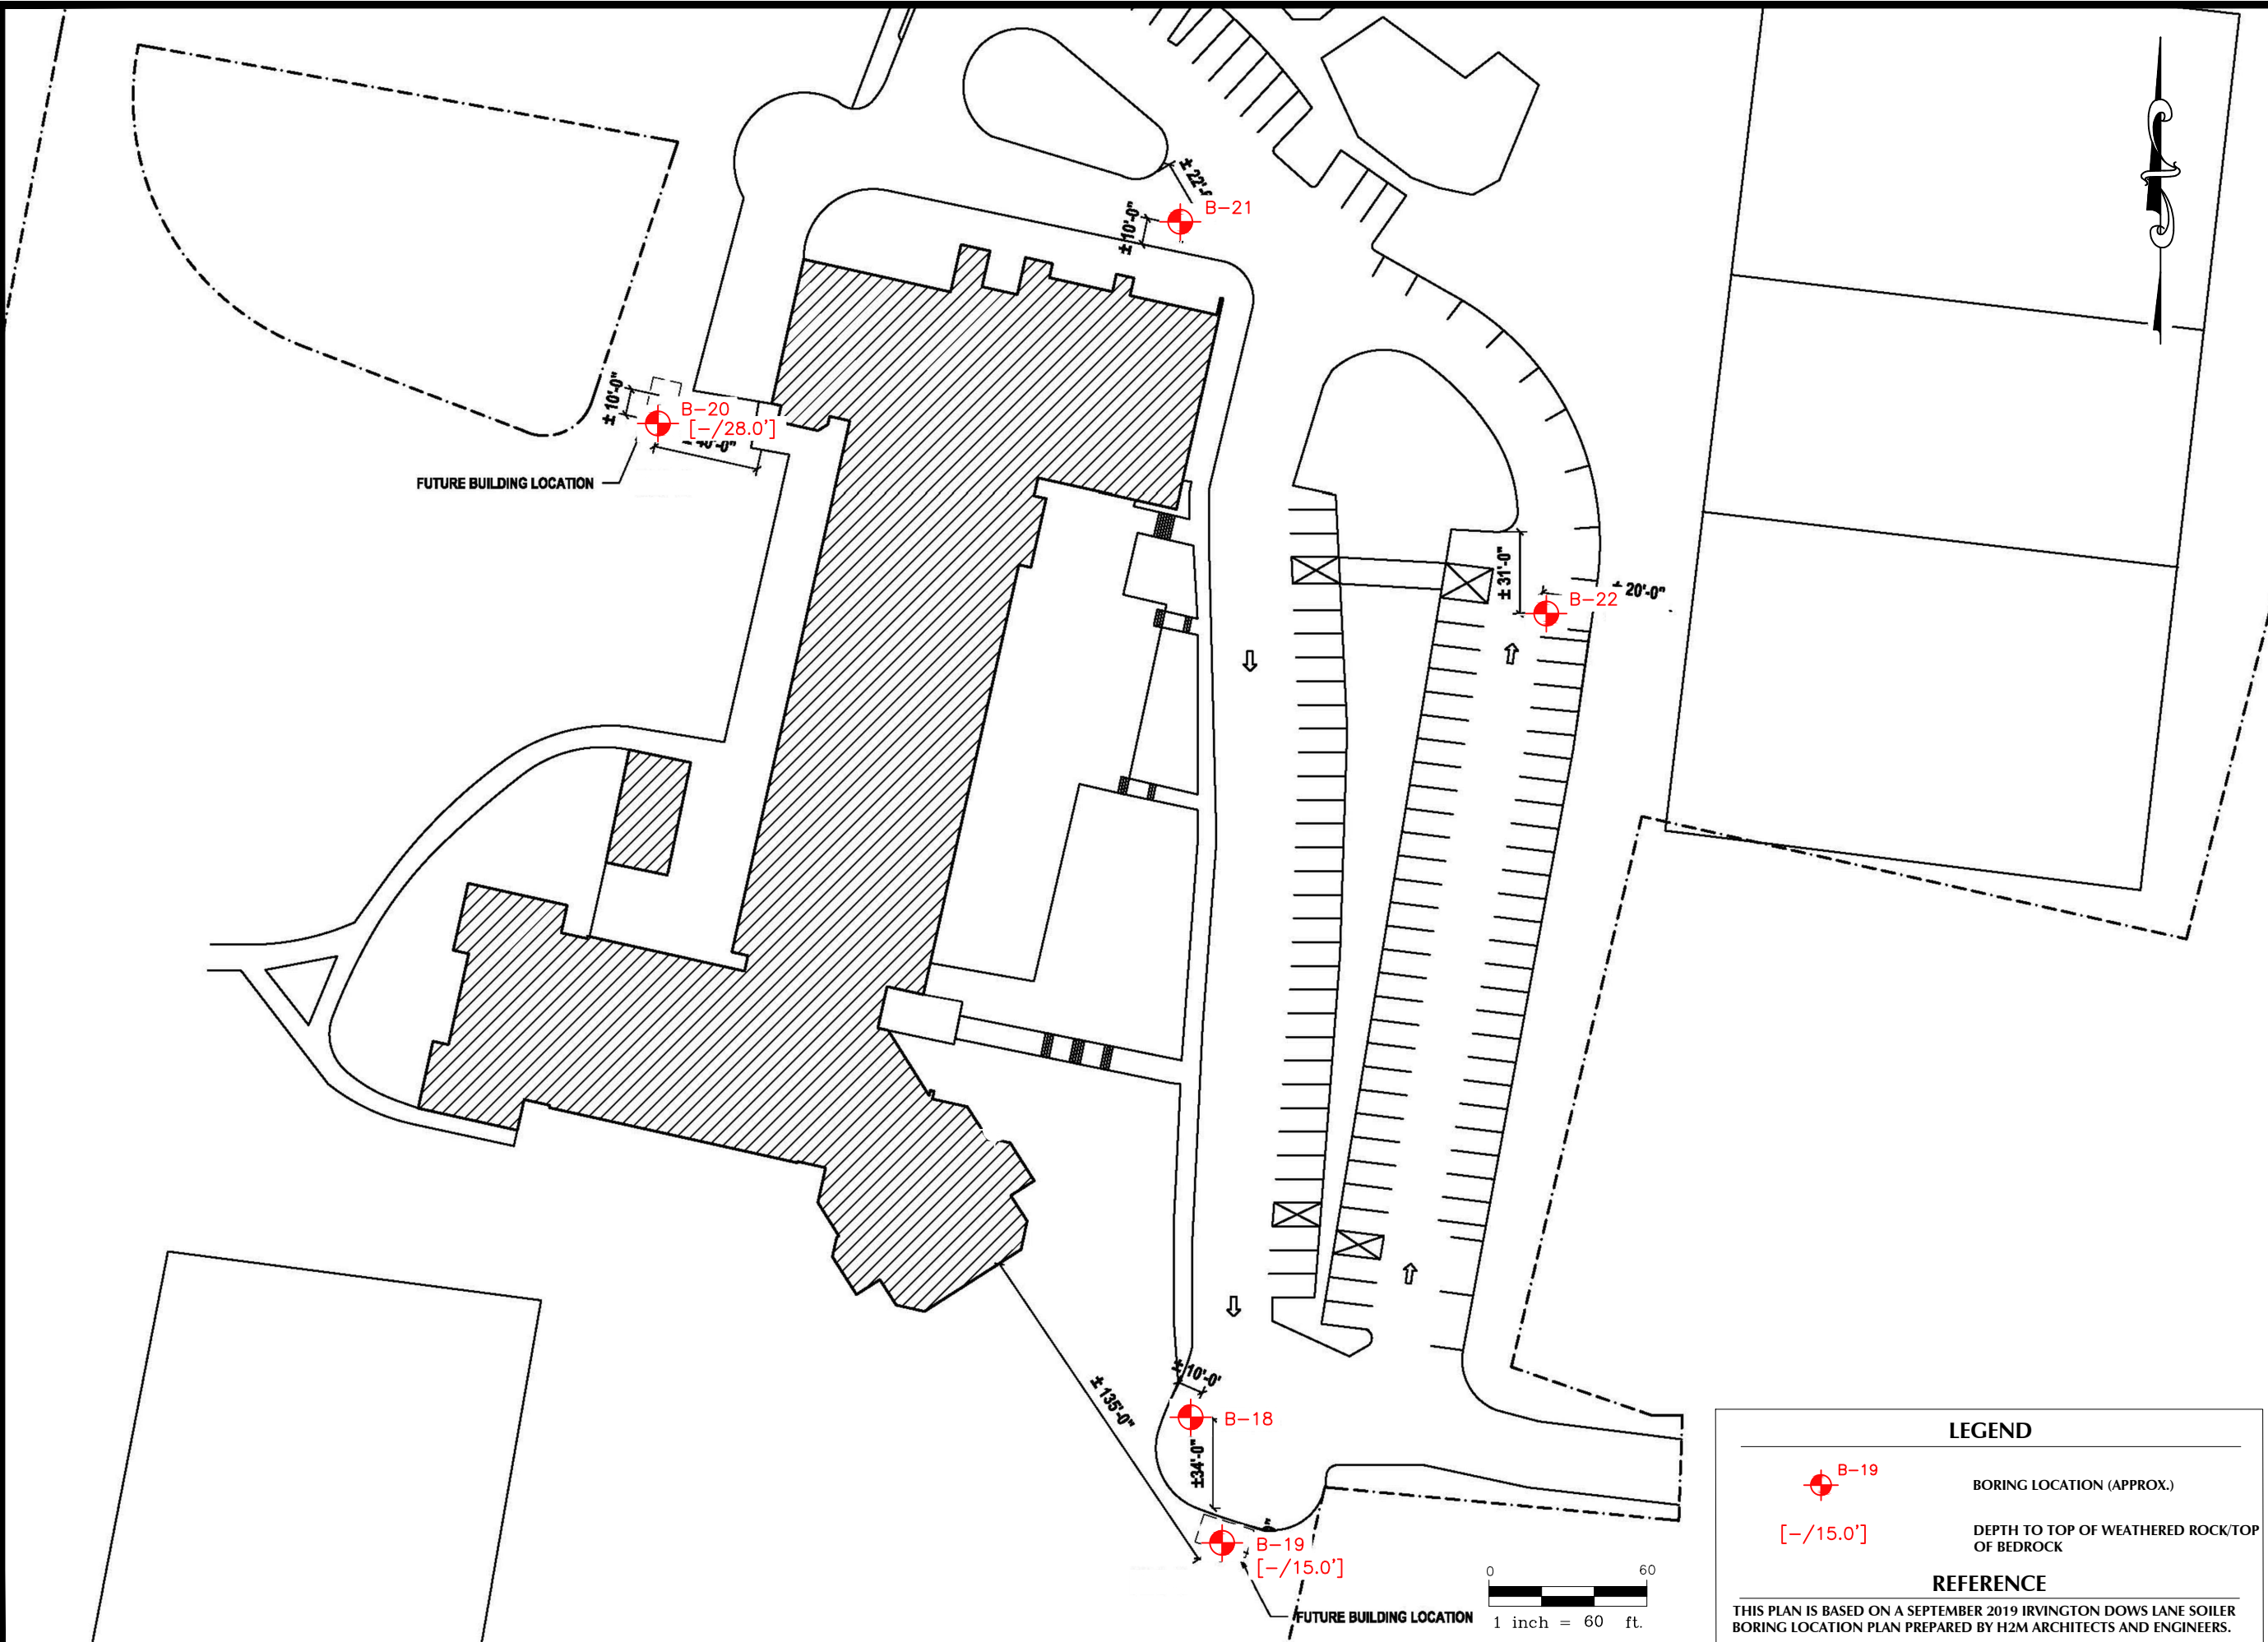 ± 22'-
B-21
± 10'-0"
± 10'-0"
B-20
[-/28.0']
40'-0"
FUTURE BUILDING LOCATION
± 31'-0"
± 20'-0"
B-22
± 10'-0'
± 135'-0"
B-18
±34'-0"
B-19
[-/15.0']
FUTURE BUILDING LOCATION
0 60
1 inch = 60 ft.
LEGEND
B-19
BORING LOCATION (APPROX.)
[-/15.0']
DEPTH TO TOP OF WEATHERED ROCK/TOP
OF BEDROCK
REFERENCE
THIS PLAN IS BASED ON A SEPTEMBER 2019 IRVINGTON DOWS LANE SOILER
BORING LOCATION PLAN PREPARED BY H2M ARCHITECTS AND ENGINEERS.